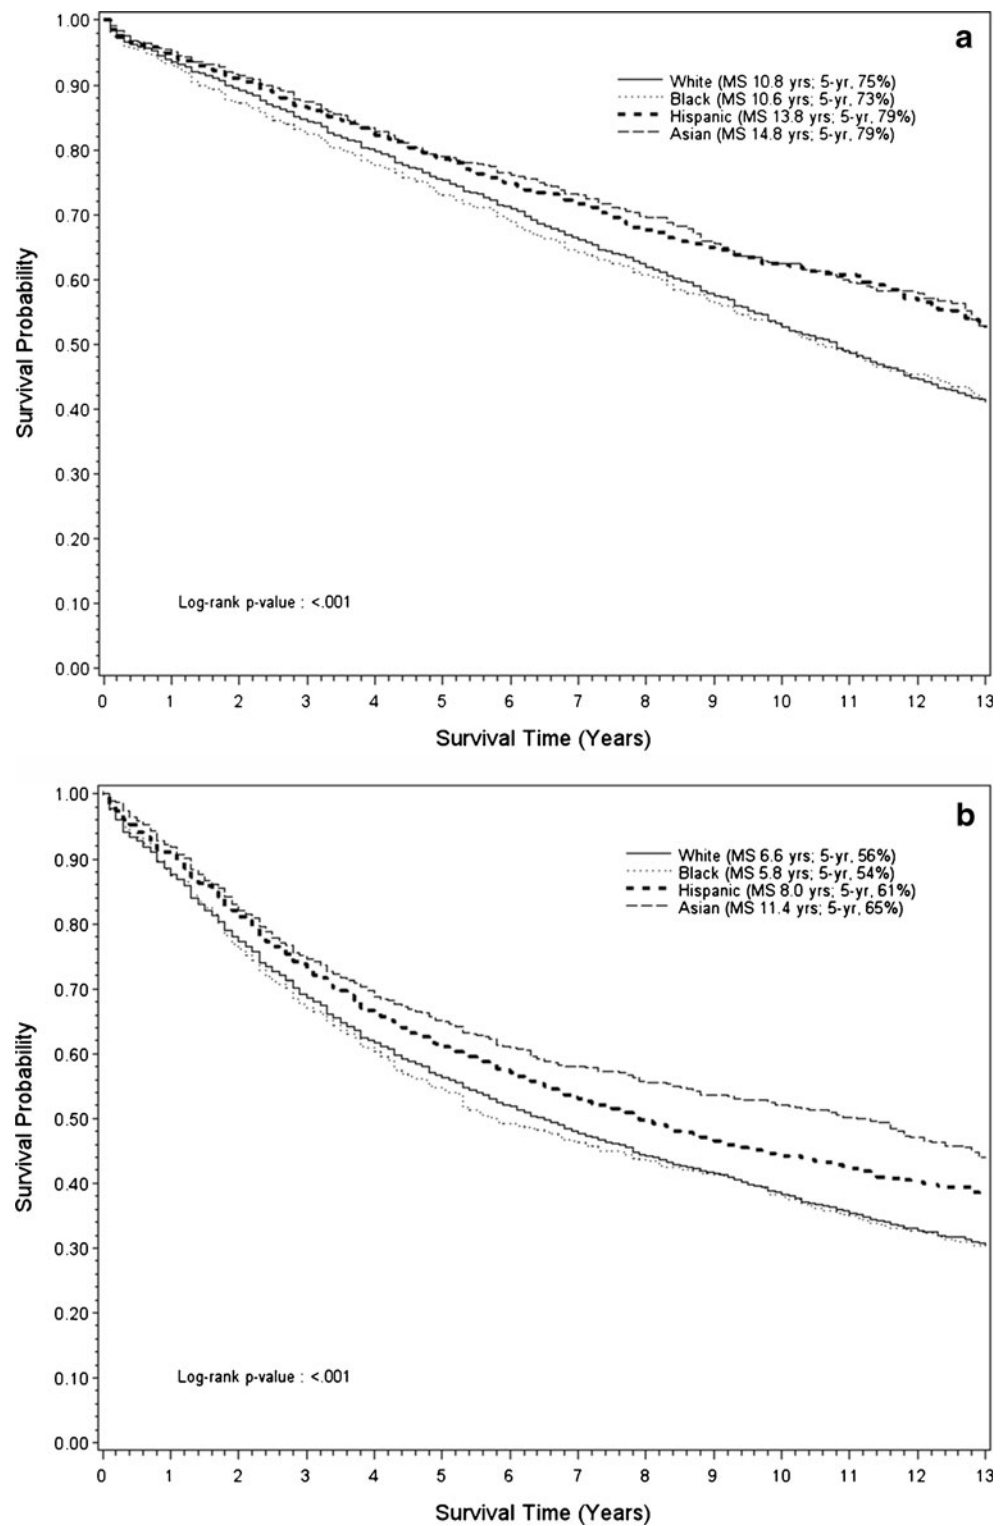 a
1.00
0.90
0.80
0.70
0.60
0.50
0.40
0.30
0.20
0.10
0.00
Survival Probability
White (MS 10.8 yrs; 5-yr, 75%)
Black (MS 10.6 yrs; 5-yr, 73%)
Hispanic (MS 13.8 yrs; 5-yr, 79%)
Asian (MS 14.8 yrs; 5-yr, 79%)
Log-rank p-value : <.001
0 1 2 3 4 5 6 7 8 9 10 11 12 13
Survival Time (Years)
b
1.00
0.90
0.80
0.70
0.60
0.50
0.40
0.30
0.20
0.10
0.00
Survival Probability
White (MS 6.6 yrs; 5-yr, 56%)
Black (MS 5.8 yrs; 5-yr, 54%)
Hispanic (MS 8.0 yrs; 5-yr, 61%)
Asian (MS 11.4 yrs; 5-yr, 65%)
Log-rank p-value : <.001
0 1 2 3 4 5 6 7 8 9 10 11 12 13
Survival Time (Years)